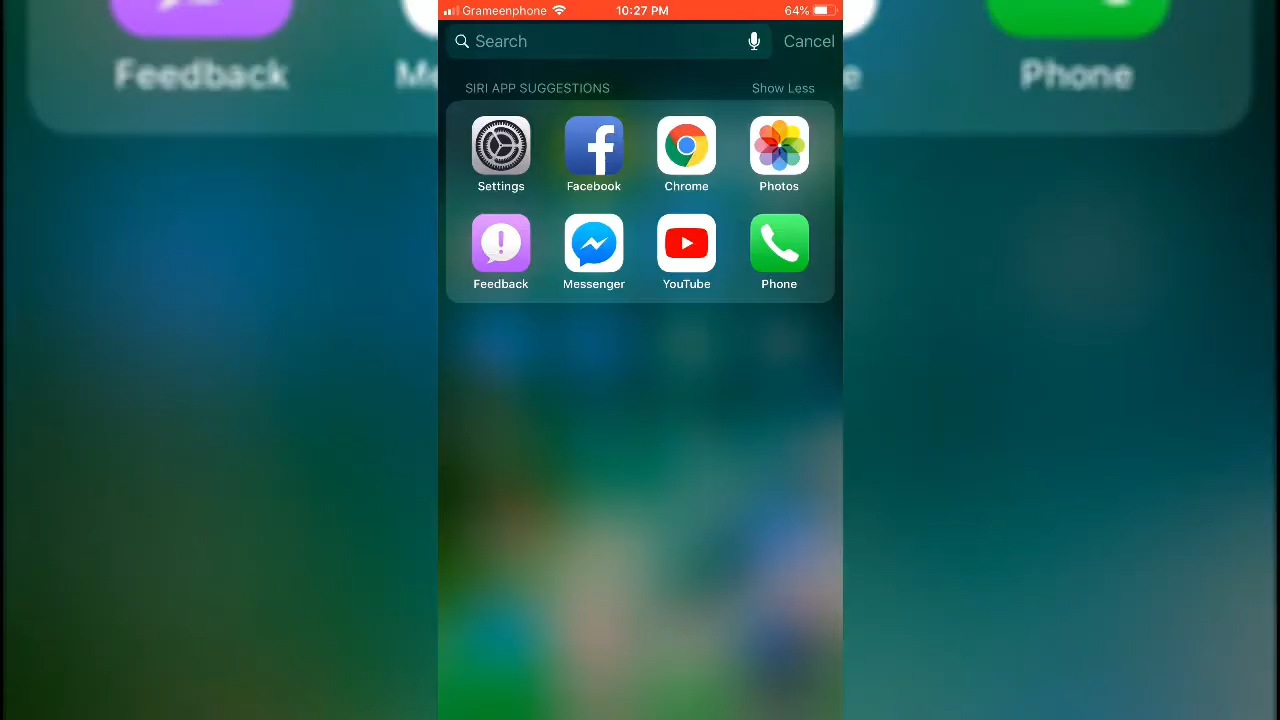 Grameenphone 10:27 PM 64%
Search Cancel
SIRI APP SUGGESTIONS Show Less
Settings Facebook Chrome Photos
Feedback Messenger YouTube Phone
Feedback Me e Phone